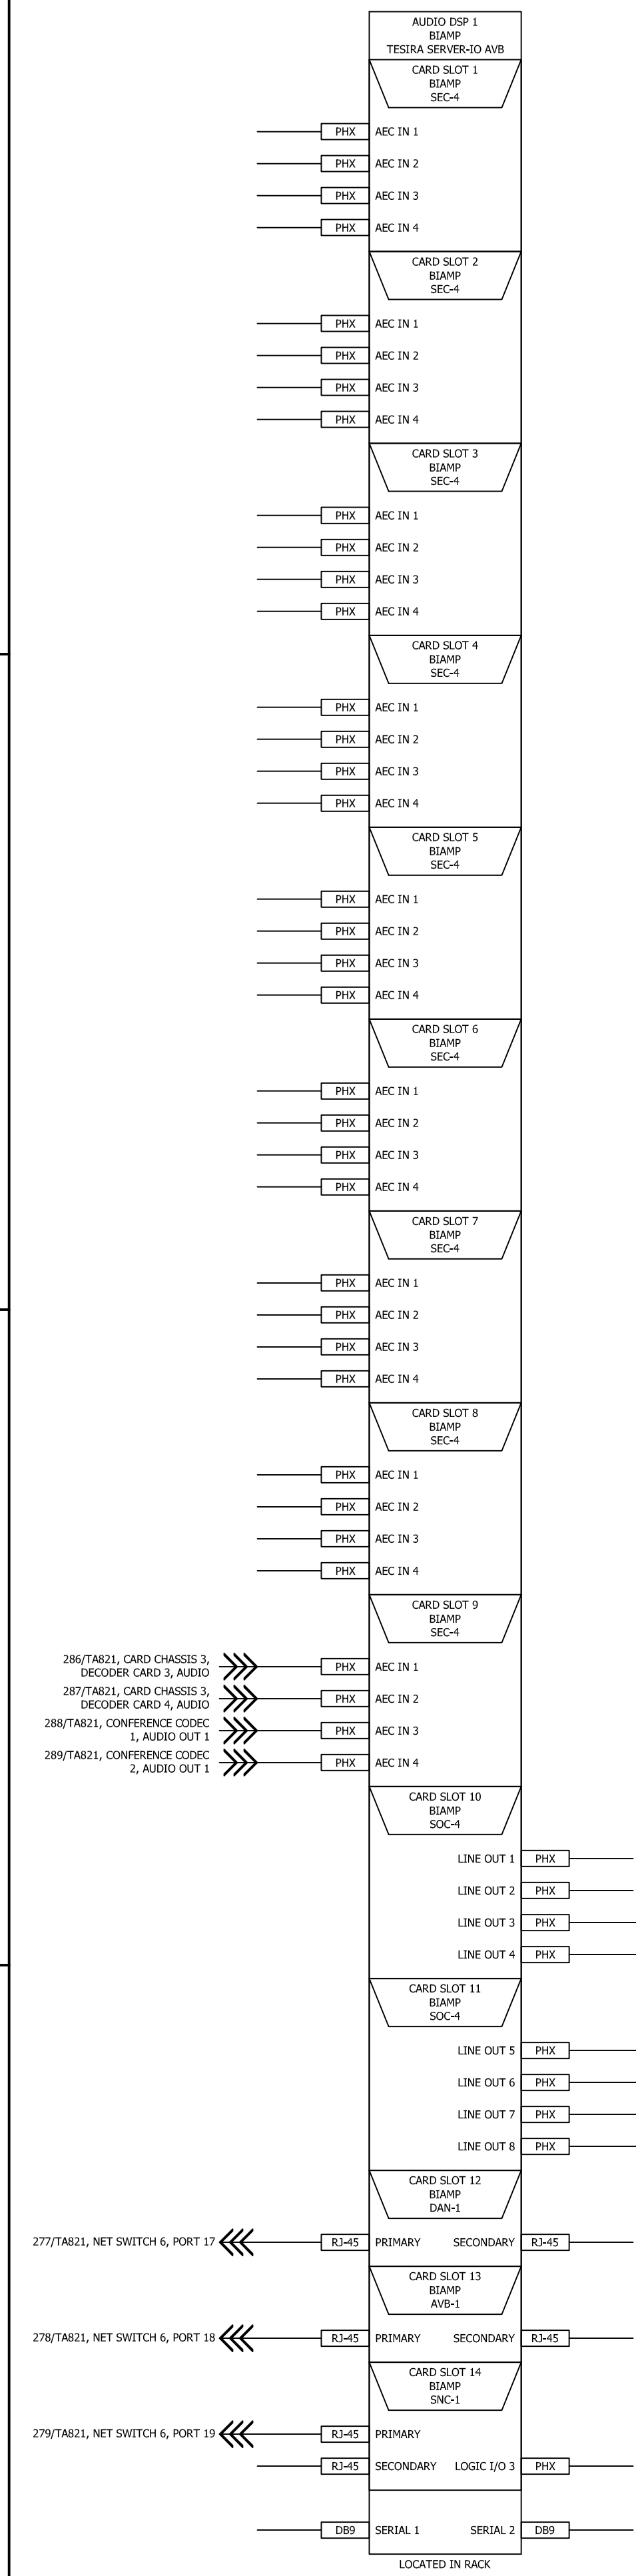 AUDIO DSP 1
BIAMP
TESIRA SERVER-IO AVB
CARD SLOT 1
BIAMP
SEC-4
PHX AEC IN 1
PHX AEC IN 2
PHX AEC IN 3
PHX AEC IN 4
CARD SLOT 2
BIAMP
SEC-4
PHX AEC IN 1
PHX AEC IN 2
PHX AEC IN 3
PHX AEC IN 4
CARD SLOT 3
BIAMP
SEC-4
PHX AEC IN 1
PHX AEC IN 2
PHX AEC IN 3
PHX AEC IN 4
CARD SLOT 4
BIAMP
SEC-4
PHX AEC IN 1
PHX AEC IN 2
PHX AEC IN 3
PHX AEC IN 4
CARD SLOT 5
BIAMP
SEC-4
PHX AEC IN 1
PHX AEC IN 2
PHX AEC IN 3
PHX AEC IN 4
CARD SLOT 6
BIAMP
SEC-4
PHX AEC IN 1
PHX AEC IN 2
PHX AEC IN 3
PHX AEC IN 4
CARD SLOT 7
BIAMP
SEC-4
PHX AEC IN 1
PHX AEC IN 2
PHX AEC IN 3
PHX AEC IN 4
CARD SLOT 8
BIAMP
SEC-4
PHX AEC IN 1
PHX AEC IN 2
PHX AEC IN 3
PHX AEC IN 4
CARD SLOT 9
BIAMP
SEC-4
286/TA821, CARD CHASSIS 3,
DECODER CARD 3, AUDIO
PHX AEC IN 1
287/TA821, CARD CHASSIS 3,
DECODER CARD 4, AUDIO
PHX AEC IN 2
288/TA821, CONFERENCE CODEC
1, AUDIO OUT 1
PHX AEC IN 3
289/TA821, CONFERENCE CODEC
2, AUDIO OUT 1
PHX AEC IN 4
CARD SLOT 10
BIAMP
SOC-4
LINE OUT 1 PHX
LINE OUT 2 PHX
LINE OUT 3 PHX
LINE OUT 4 PHX
CARD SLOT 11
BIAMP
SOC-4
LINE OUT 5 PHX
LINE OUT 6 PHX
LINE OUT 7 PHX
LINE OUT 8 PHX
CARD SLOT 12
BIAMP
DAN-1
277/TA821, NET SWITCH 6, PORT 17 RJ-45 PRIMARY SECONDARY RJ-45
CARD SLOT 13
BIAMP
AVB-1
278/TA821, NET SWITCH 6, PORT 18 RJ-45 PRIMARY SECONDARY RJ-45
CARD SLOT 14
BIAMP
SNC-1
279/TA821, NET SWITCH 6, PORT 19 RJ-45 PRIMARY
RJ-45 SECONDARY LOGIC I/O 3 PHX
DB9 SERIAL 1 SERIAL 2 DB9
LOCATED IN RACK